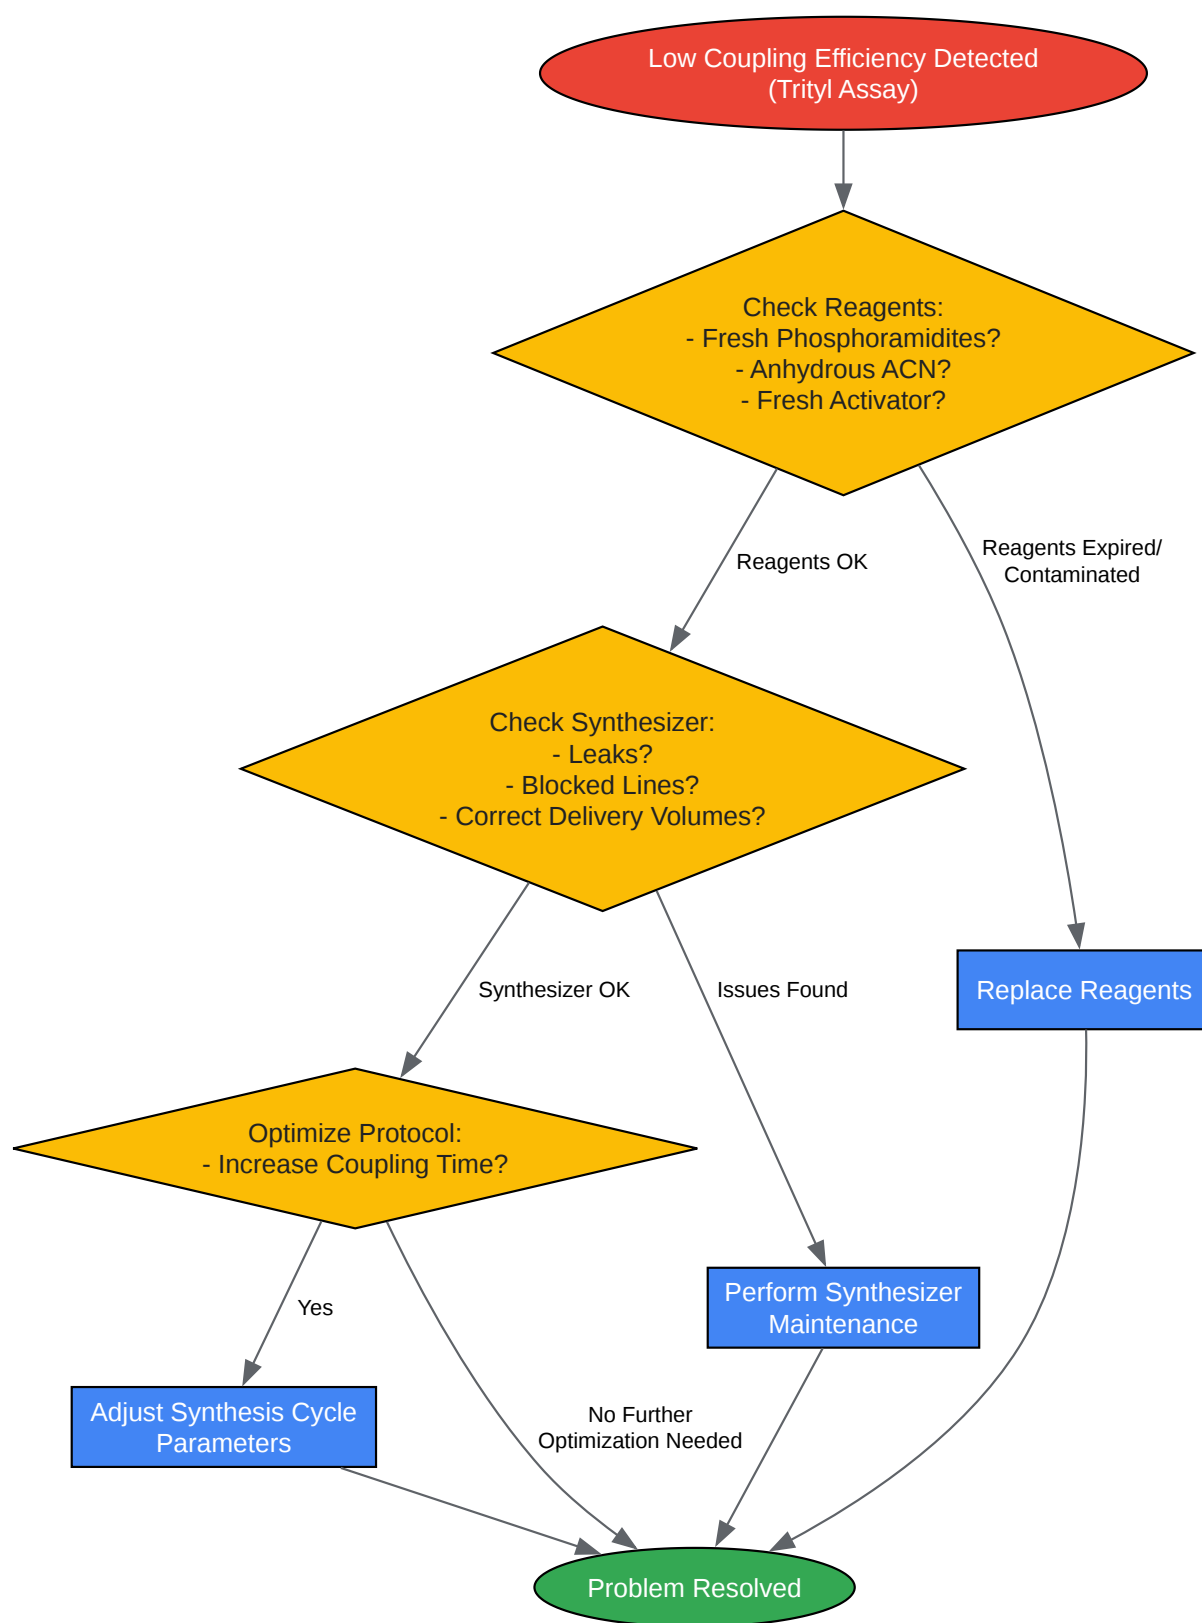 Low Coupling Efficiency Detected
(Trityl Assay)
Check Reagents:
- Fresh Phosphoramidites?
- Anhydrous ACN?
- Fresh Activator?
Reagents OK
Reagents Expired/
Contaminated
Check Synthesizer:
- Leaks?
- Blocked Lines?
- Correct Delivery Volumes?
Synthesizer OK
Issues Found
Replace Reagents
Optimize Protocol:
- Increase Coupling Time?
Yes
Perform Synthesizer
Maintenance
Adjust Synthesis Cycle
Parameters
No Further
Optimization Needed
Problem Resolved